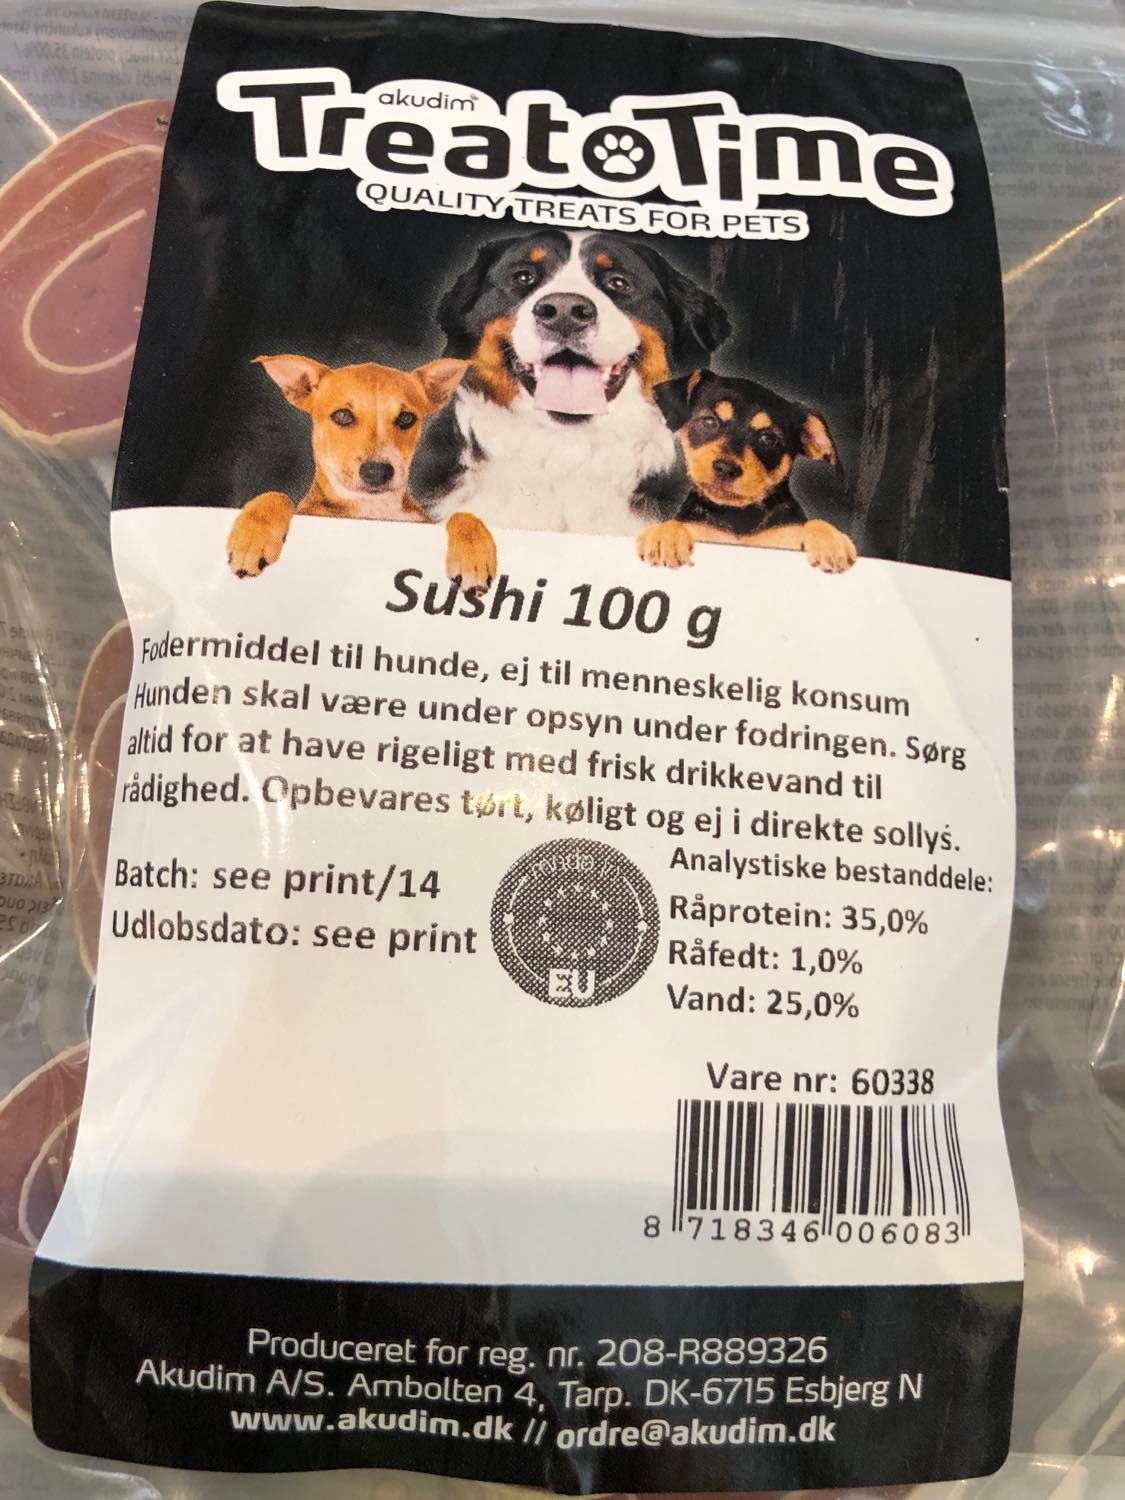 akudim
TreatTime
QUALITY TREATS FOR PETS
Sushi 100 g
Fodermiddel til hunde, ej til menneskelig konsum
Hunden skal være under opsyn under fodringen. Sørg
altid for at have rigeligt med frisk drikkevand til
rådighed. Opbevares tørt, køligt og ej i direkte sollys.
Batch: see print/14
Udlobsdato: see print
EU
Analystiske bestanddele:
Råprotein: 35,0%
Råfedt: 1,0%
Vand: 25,0%
Vare nr: 60338
8 718346 006083
Produceret for reg. nr. 208-R889326
Akudim A/S. Ambolten 4, Tarp. DK-6715 Esbjerg N
www.akudim.dk // ordre@akudim.dk